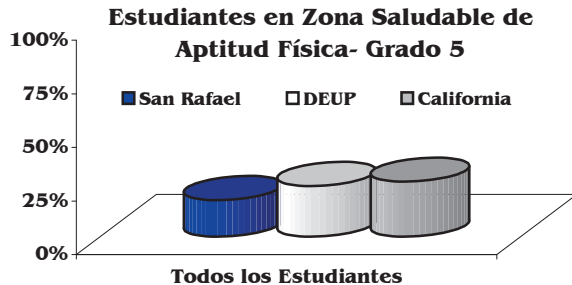 Estudiantes en Zona Saludable de
Aptitud Física- Grado 5
100%
75%
50%
25%
0%
San Rafael DEUP California
Todos los Estudiantes